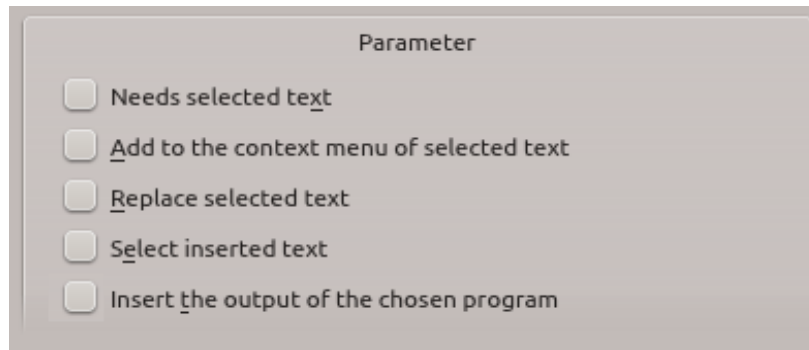 Parameter
Needs selected text
Add to the context menu of selected text
Replace selected text
Select inserted text
Insert the output of the chosen program